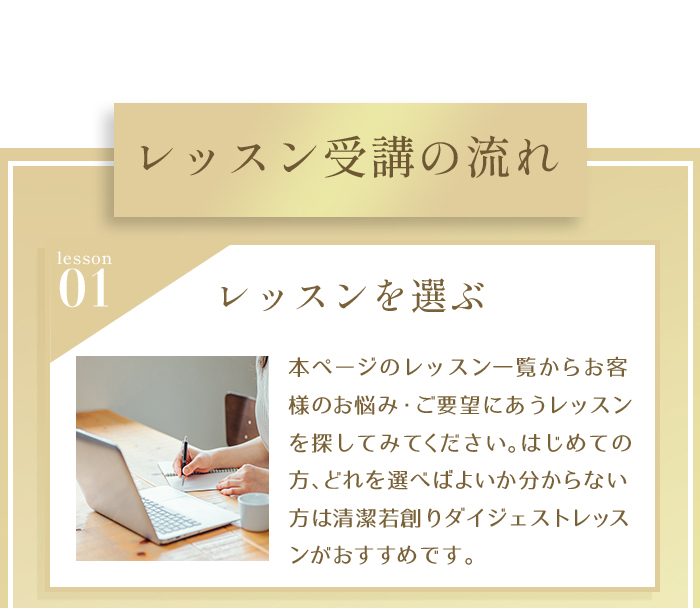 レッスン受講の流れ
lesson
01
レッスンを選ぶ
本ページのレッスン一覧からお客
様のお悩み・ご要望にあうレッスン
を探してみてください。はじめての
方、どれを選べばよいか分からない
方は清潔若創りダイジェストレッス
ンがおすすめです。